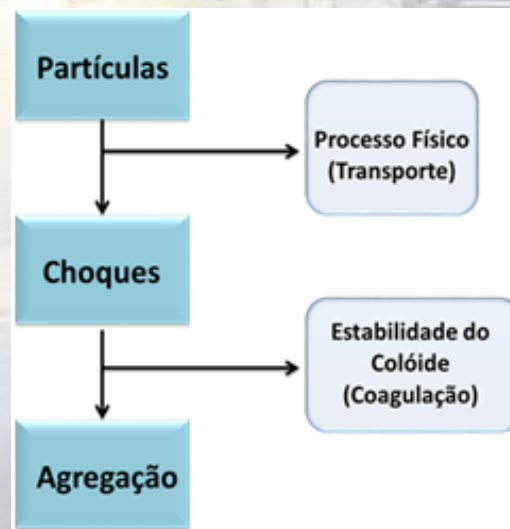 Partículas
Processo Físico
(Transporte)
Choques
Estabilidade do
Colóide
(Coagulação)
Agregação